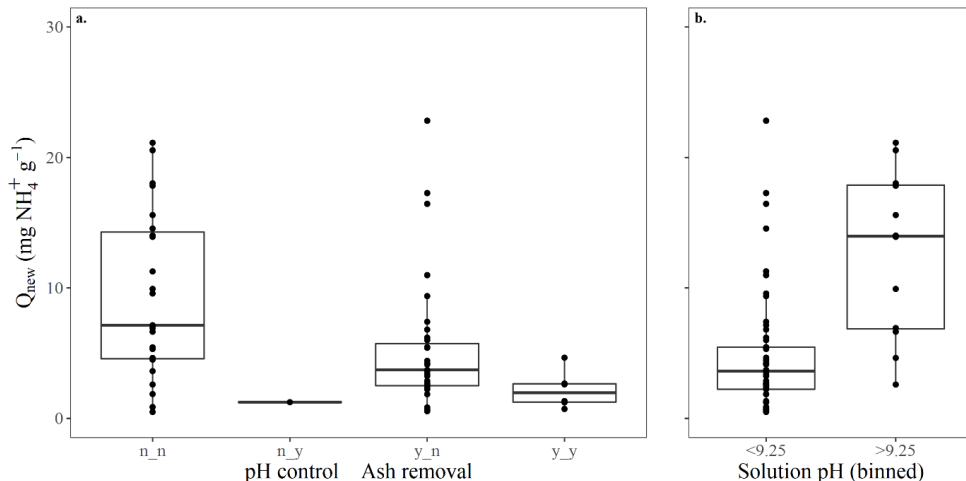 a.
b.
Q_new (mg NH₄⁺ g⁻¹)
30
20
10
0
n_n n_y y_n y_y
pH control Ash removal
<9.25 >9.25
Solution pH (binned)